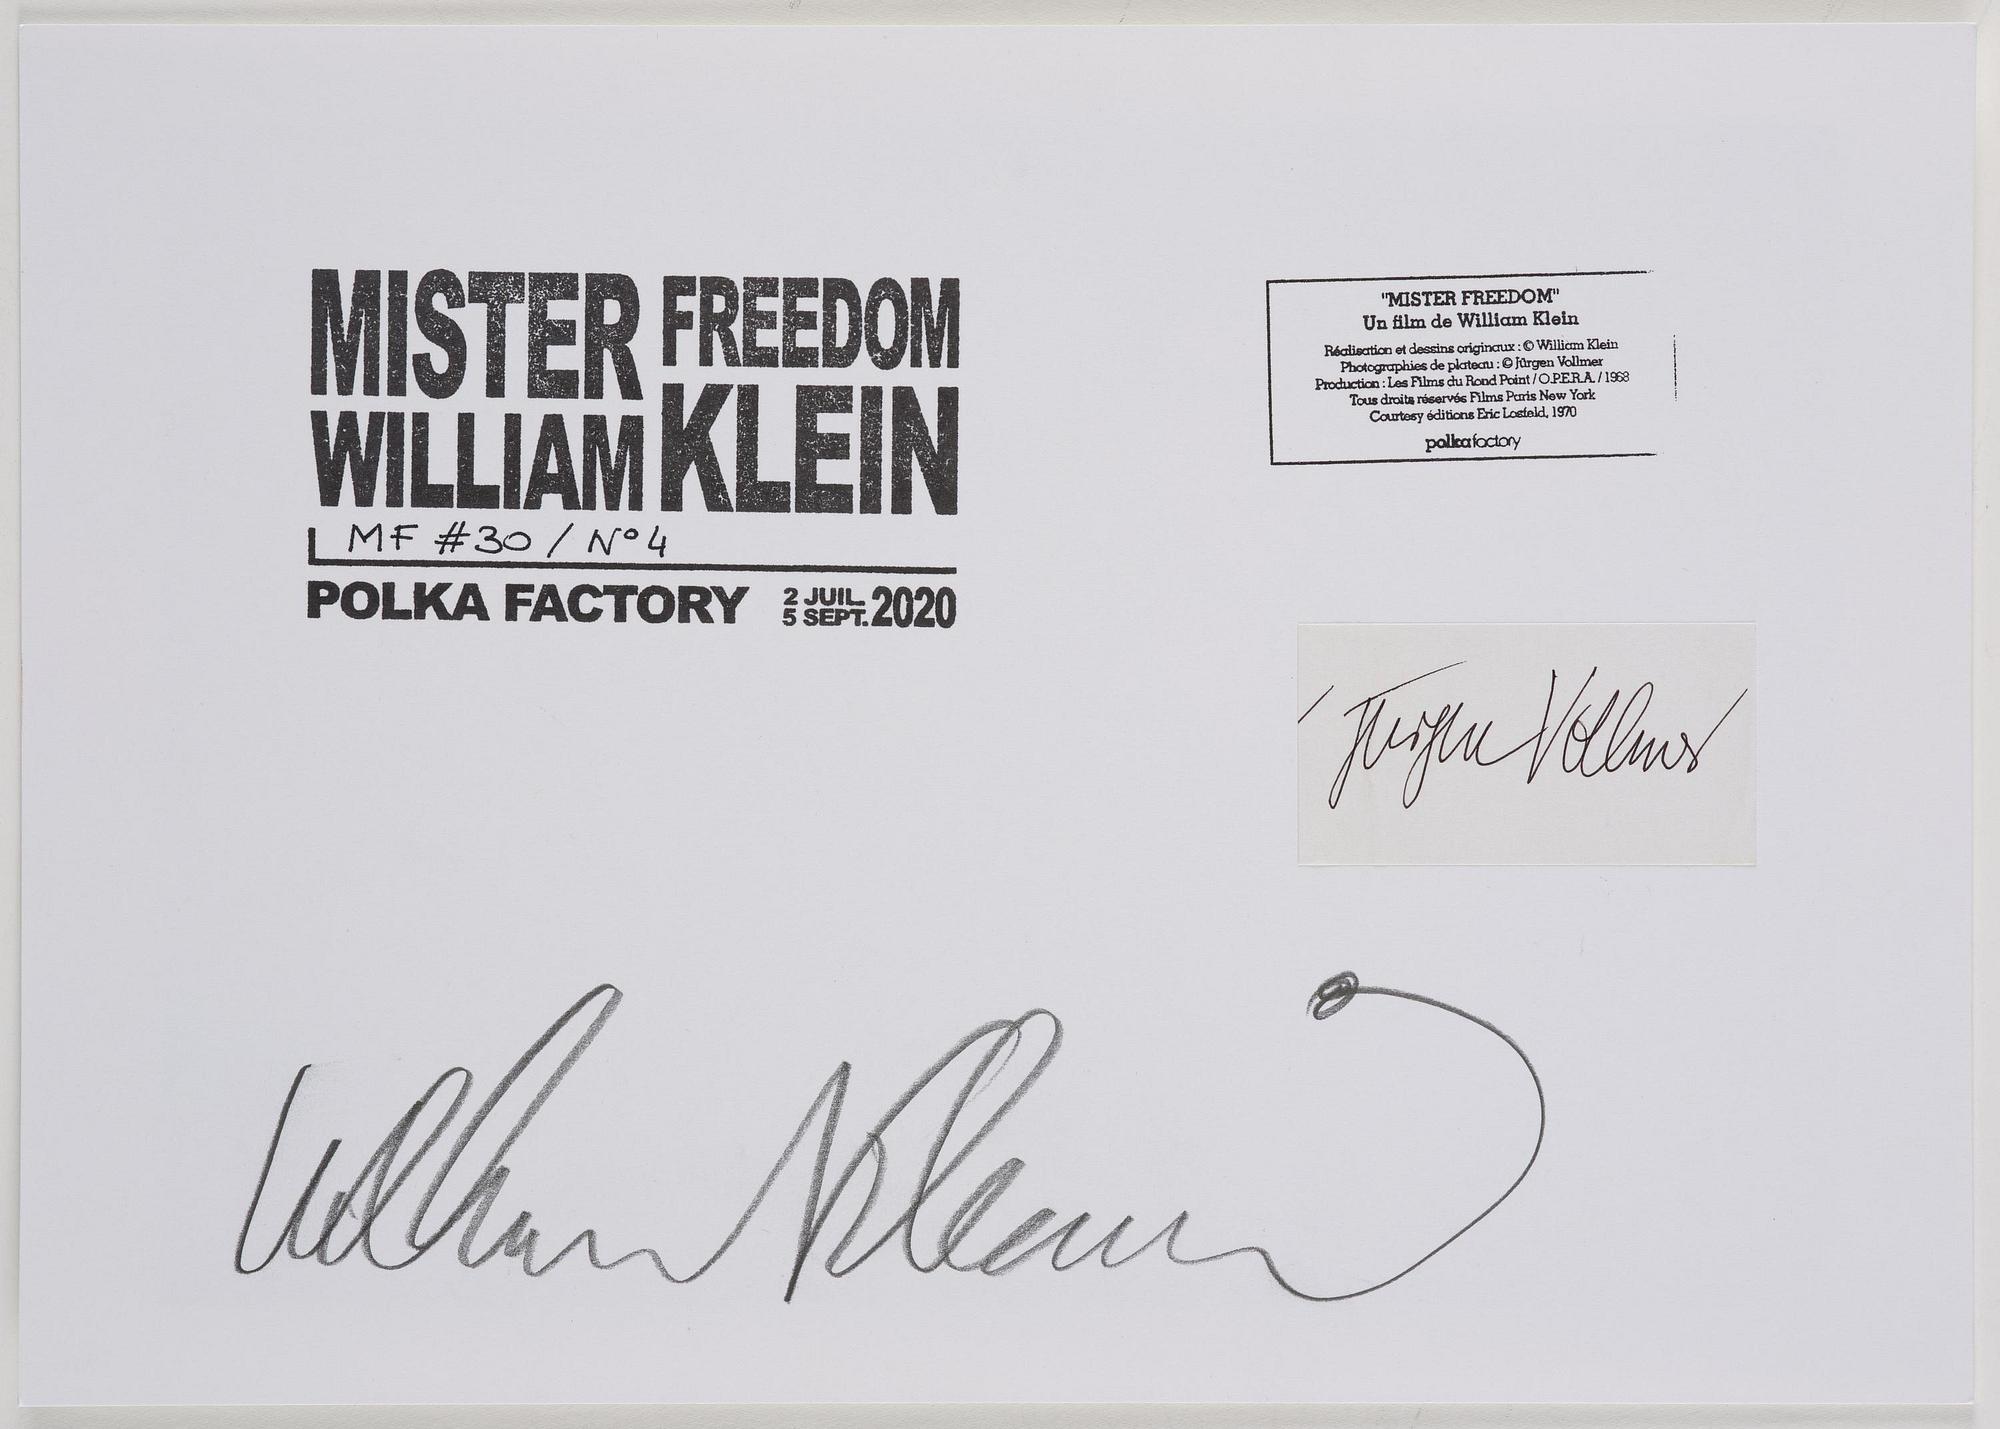 MISTER FREEDOM
WILLIAM KLEIN
MF #30 / N°4
POLKA FACTORY 2 JUIL. 5 SEPT. 2020
"MISTER FREEDOM"
Un film de William Klein
Réalisation et dessins originaux : © William Klein
Photographies de plateau : © Jürgen Vollmer
Production : Les Films du Rond Point / O.P.E.R.A. / 1968
Tous droits réservés Films Paris New York
Courtesy éditions Eric Losfeld, 1970
polka factory
Jürgen Vollmer
William Klein